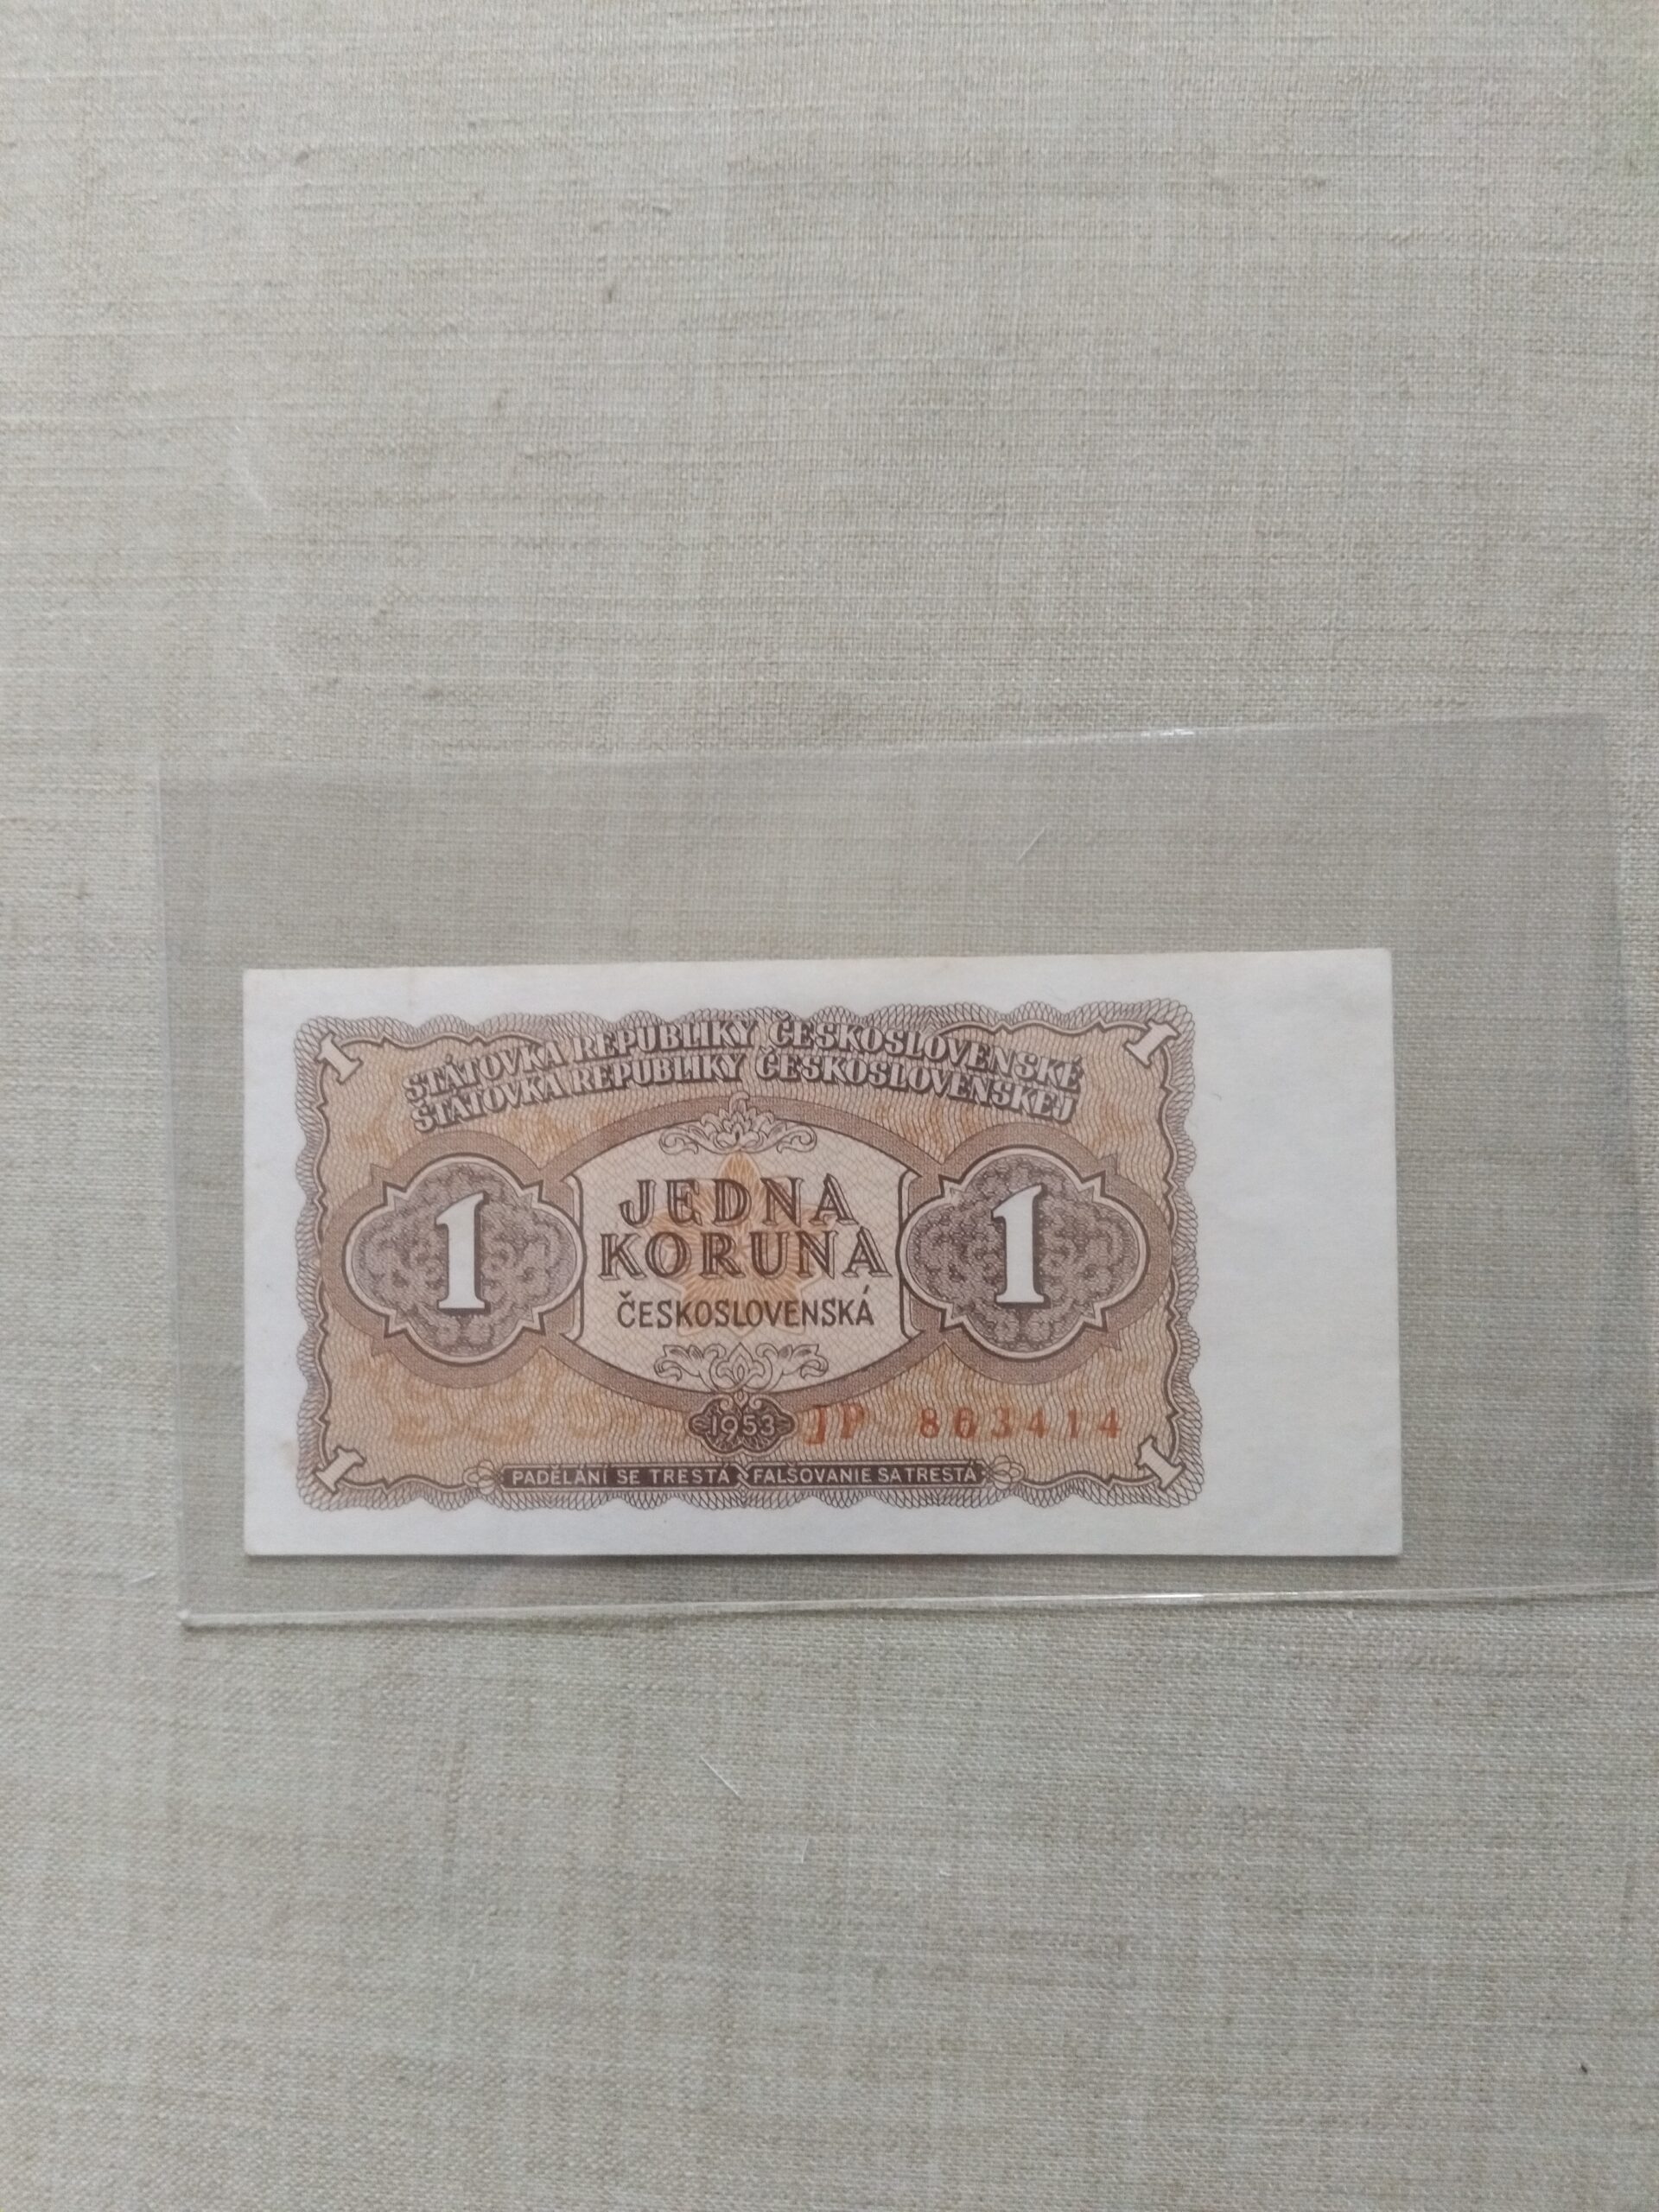 1 1
STÁTOVKA REPUBLIKY ČESKOSLOVENSKÉ
ŠTÁTOVKA REPUBLIKY ČESKOSLOVENSKEJ
1 JEDNA 1
KORUNA
ČESKOSLOVENSKÁ
1953 JP 863414
1 PADĚLÁNÍ SE TRESTÁ FALŠOVANIE SA TRESTÁ 1